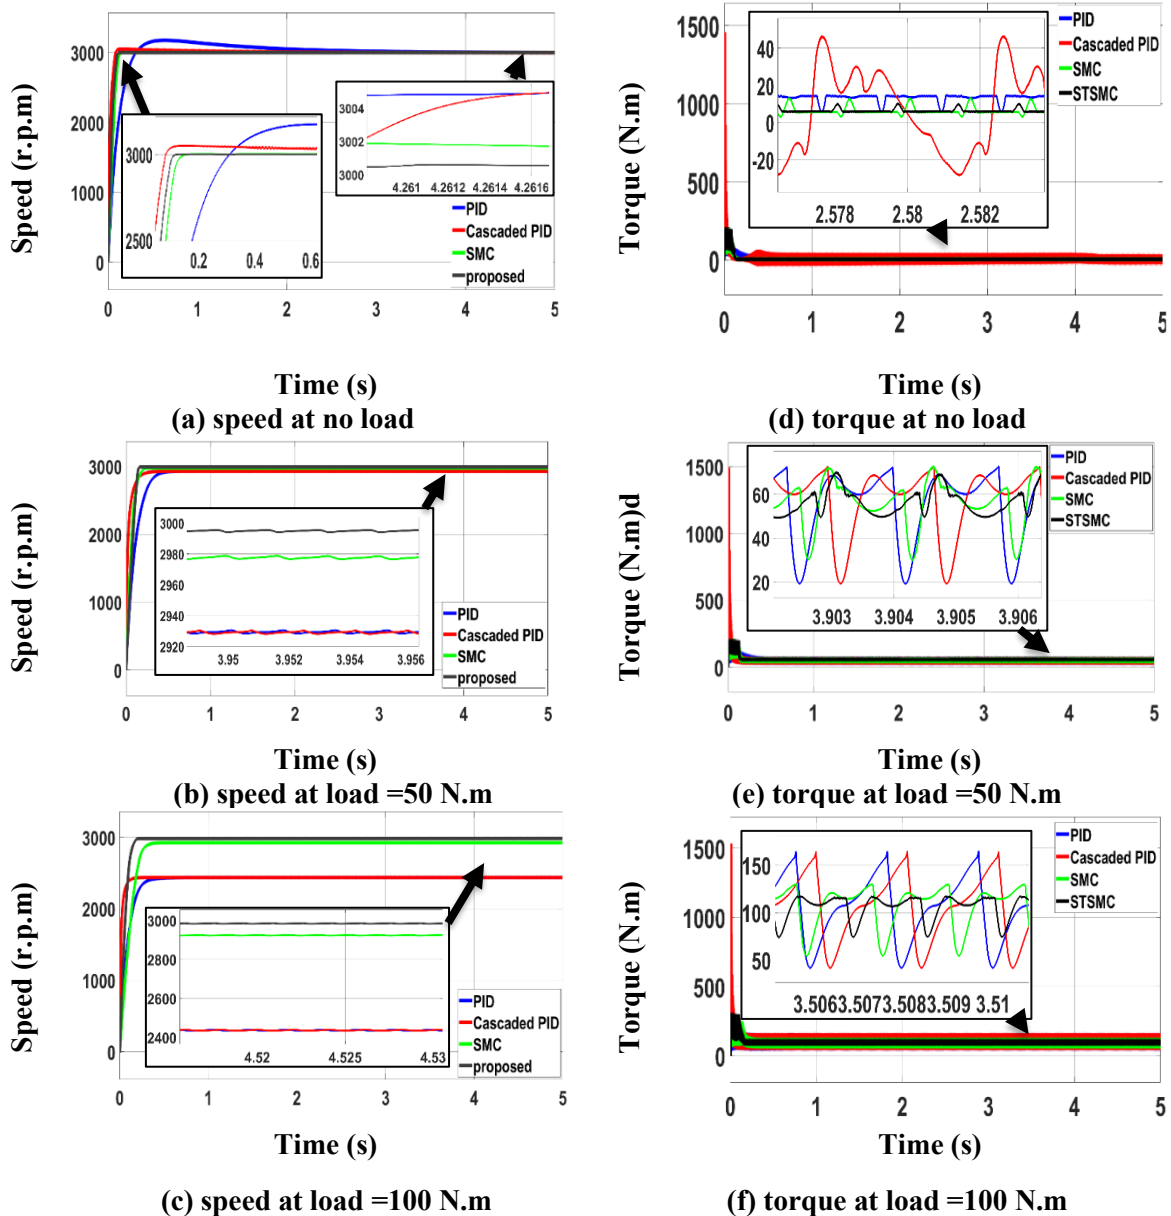 3000
2000
1000
0
Speed (r.p.m)
3000
2500
0.2 0.4 0.6
3004
3002
3000
4.261 4.2612 4.2614 4.2616
PID
Cascaded PID
SMC
proposed
0 1 2 3 4 5
Time (s)
(a) speed at no load
1500
1000
500
0
Torque (N.m)
40
20
0
-20
2.578 2.58 2.582
PID
Cascaded PID
SMC
STSMC
0 1 2 3 4 5
Time (s)
(d) torque at no load
3000
2000
1000
0
Speed (r.p.m)
3000
2980
2960
2940
2920
3.95 3.952 3.954 3.956
PID
Cascaded PID
SMC
proposed
0 1 2 3 4 5
Time (s)
(b) speed at load =50 N.m
1500
1000
500
0
Torque (N.m)d
60
40
20
3.903 3.904 3.905 3.906
PID
Cascaded PID
SMC
STSMC
0 1 2 3 4 5
Time (s)
(e) torque at load =50 N.m
3000
2000
1000
0
Speed (r.p.m)
3000
2800
2600
2400
4.52 4.525 4.53
PID
Cascaded PID
SMC
proposed
0 1 2 3 4 5
Time (s)
(c) speed at load =100 N.m
1500
1000
500
0
Torque (N.m)
150
100
50
3.506 3.507 3.508 3.509 3.51
PID
Cascaded PID
SMC
STSMC
0 1 2 3 4 5
Time (s)
(f) torque at load =100 N.m